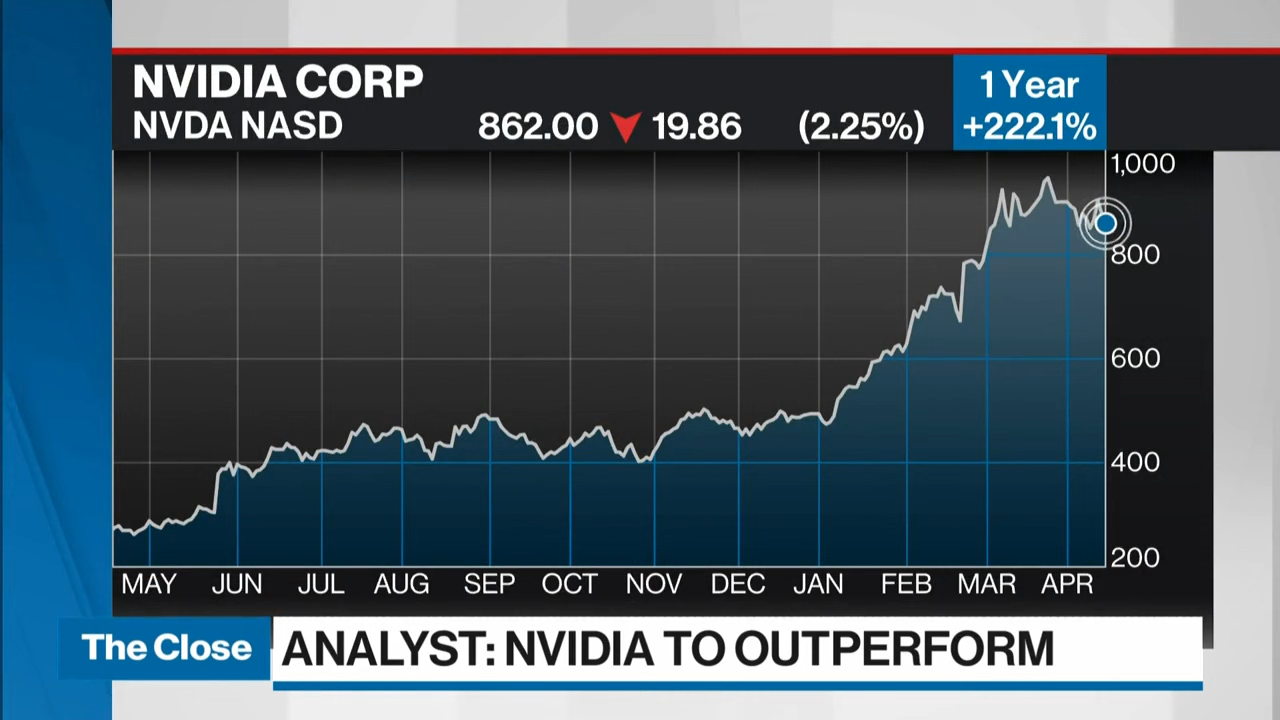 NVIDIA CORP
NVDA NASD 862.00 ▼ 19.86 (2.25%)
1 Year
+222.1%
1,000
800
600
400
200
MAY JUN JUL AUG SEP OCT NOV DEC JAN FEB MAR APR
The Close
ANALYST: NVIDIA TO OUTPERFORM